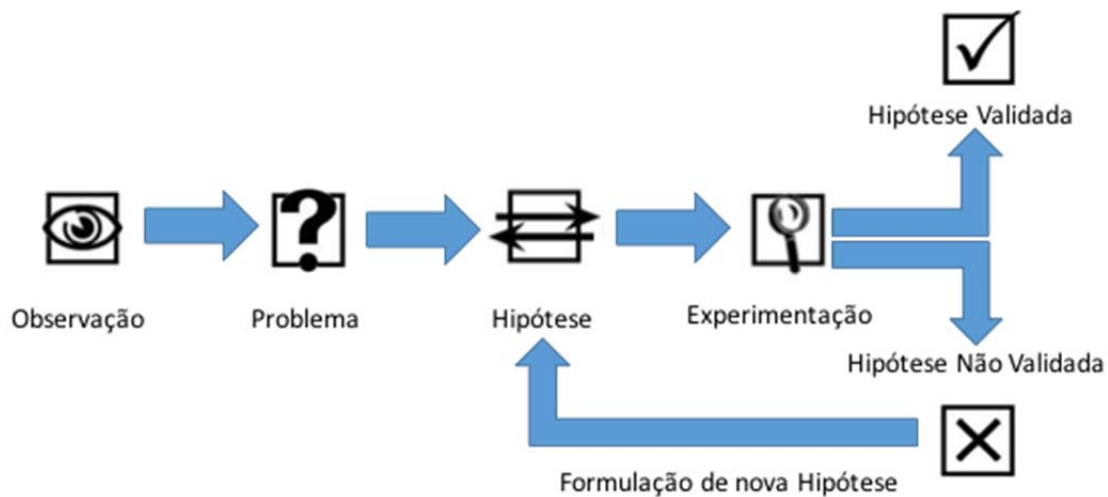 Hipótese Validada
Observação
Problema
Hipótese
Experimentação
Hipótese Não Validada
Formulação de nova Hipótese